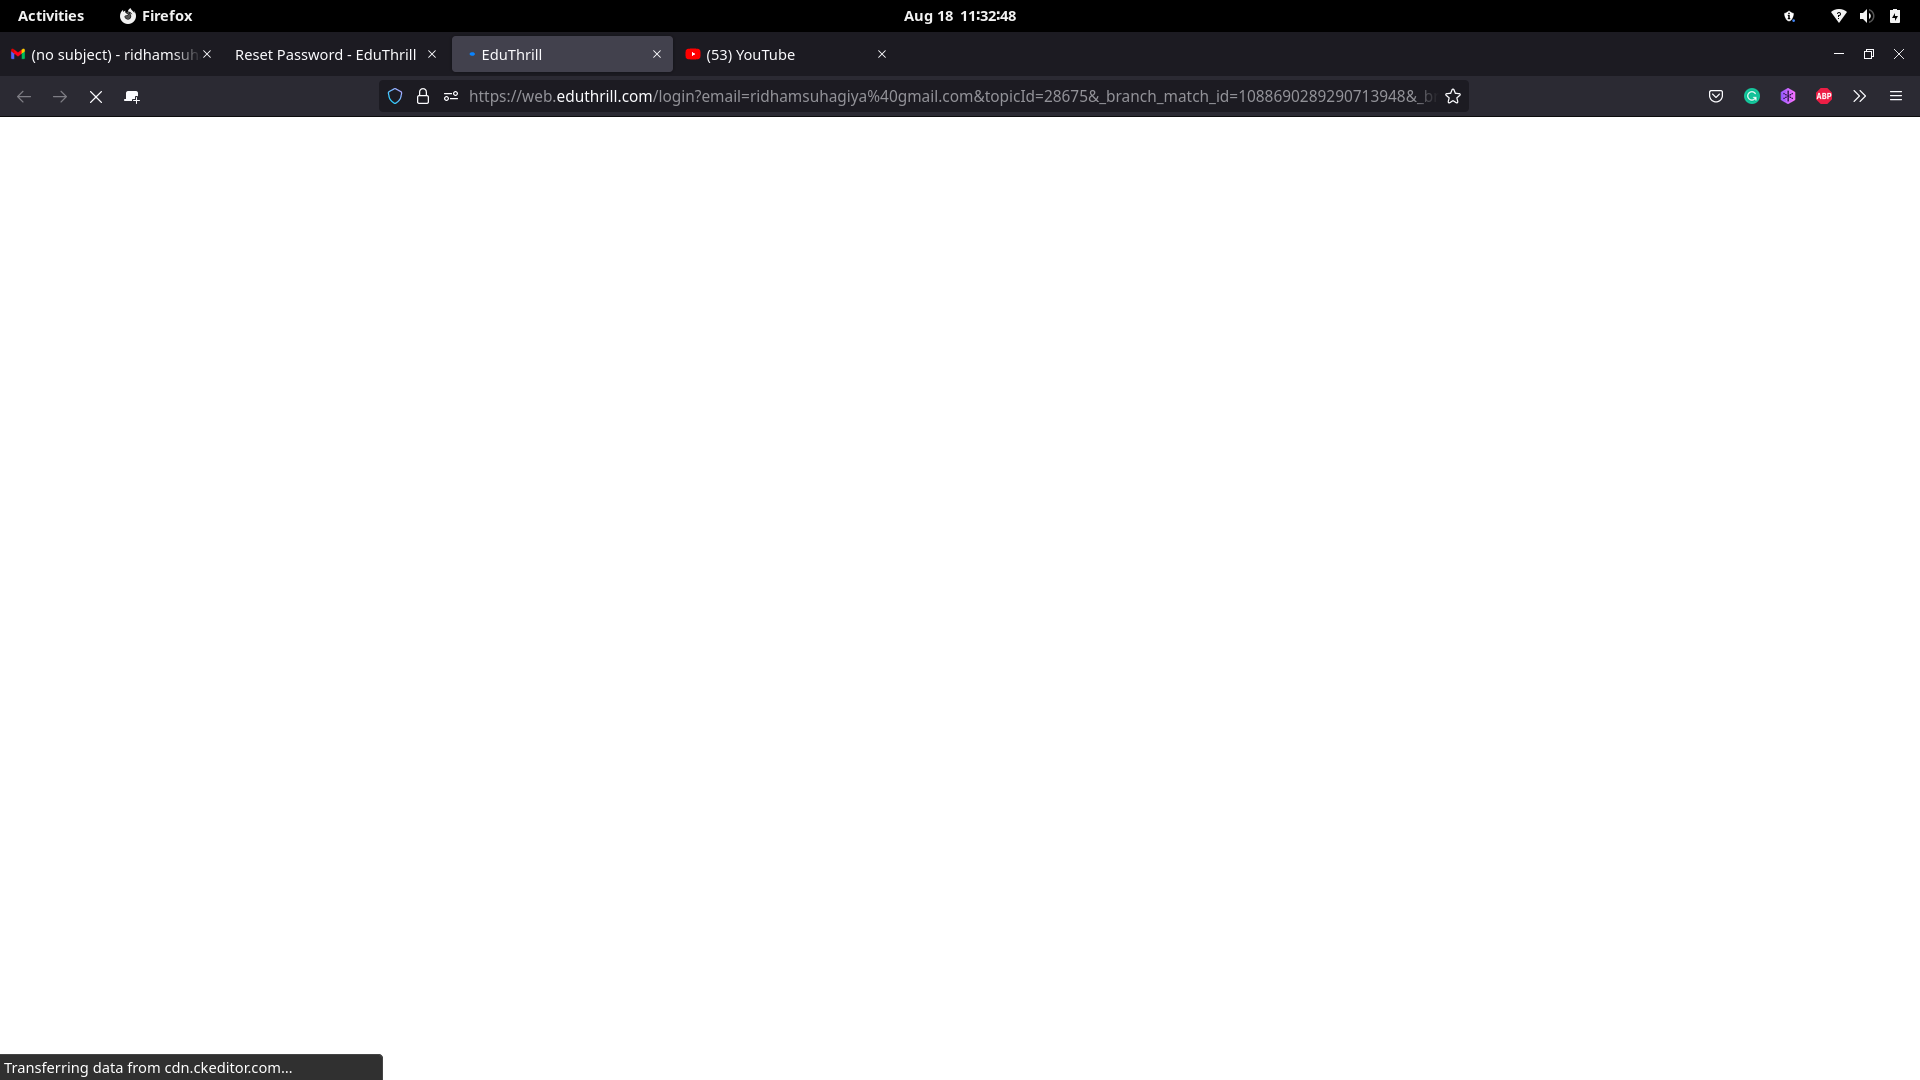 Activities
Firefox
Aug 18 11:32:48
(no subject) - ridhamsuh
Reset Password - EduThrill
EduThrill
(53) YouTube
https://web.eduthrill.com/login?email=ridhamsuhagiya%40gmail.com&topicId=28675&_branch_match_id=1088690289290713948&_b
ABP
Transferring data from cdn.ckeditor.com...